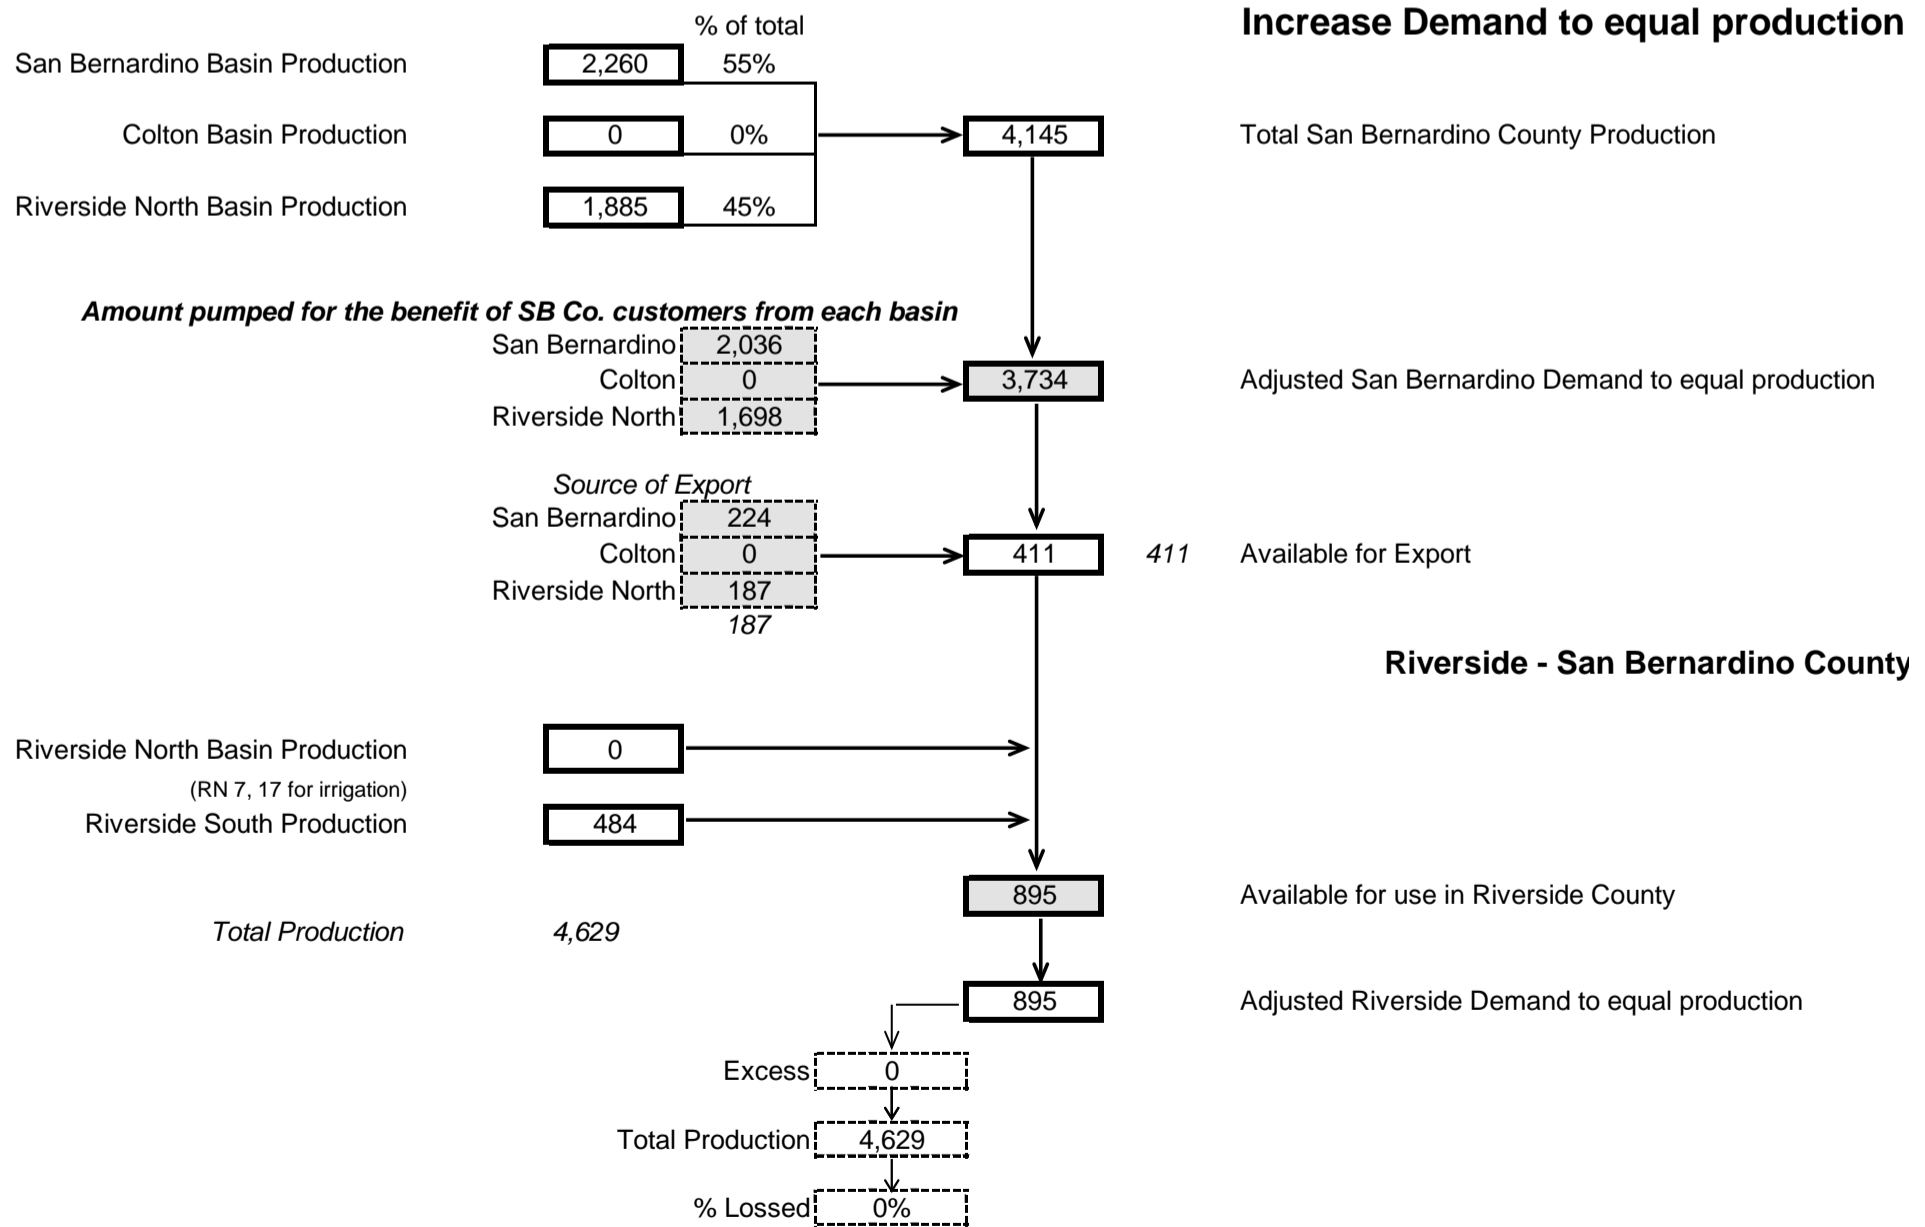 Increase Demand to equal production
% of total
San Bernardino Basin Production 2,260 55%
Colton Basin Production 0 0% 4,145 Total San Bernardino County Production
Riverside North Basin Production 1,885 45%
Amount pumped for the benefit of SB Co. customers from each basin
San Bernardino 2,036
Colton 0 3,734 Adjusted San Bernardino Demand to equal production
Riverside North 1,698
Source of Export
San Bernardino 224
Colton 0 411 411 Available for Export
Riverside North 187
187
Riverside - San Bernardino County
Riverside North Basin Production 0
(RN 7, 17 for irrigation)
Riverside South Production 484
895 Available for use in Riverside County
Total Production 4,629
895 Adjusted Riverside Demand to equal production
Excess 0
Total Production 4,629
% Lossed 0%